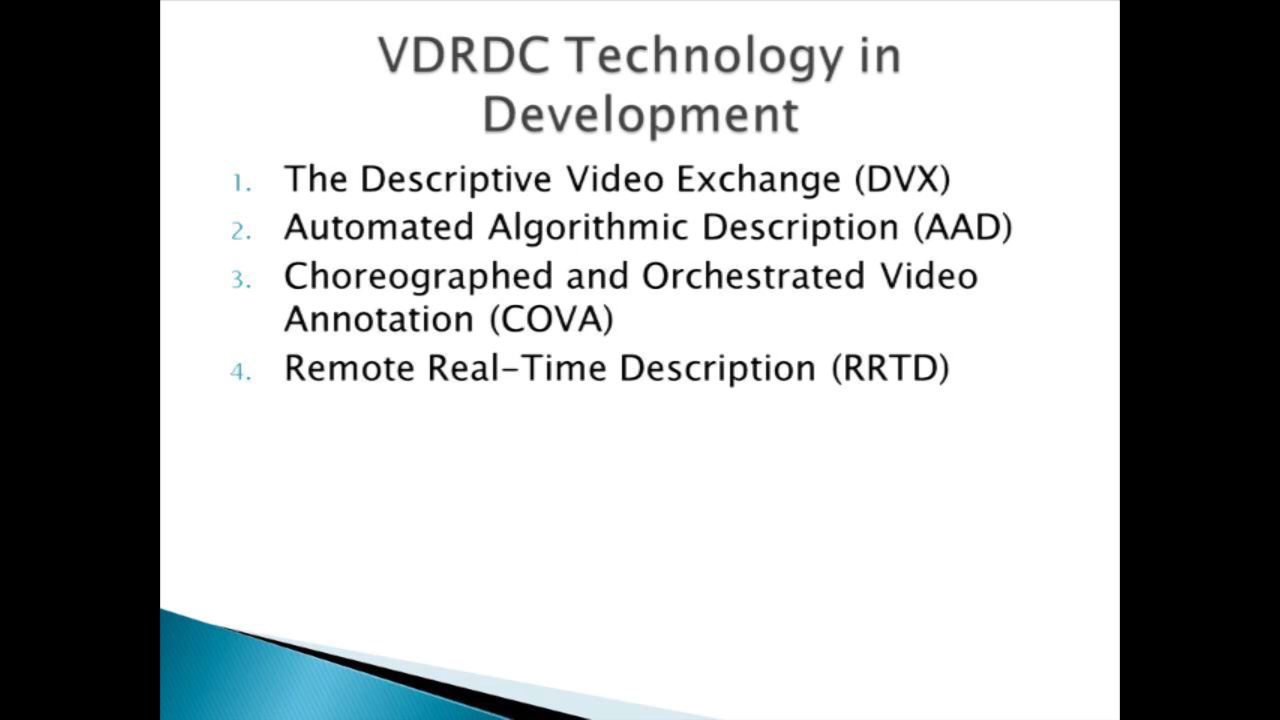 VDRDC Technology in
Development
1. The Descriptive Video Exchange (DVX)
2. Automated Algorithmic Description (AAD)
3. Choreographed and Orchestrated Video
Annotation (COVA)
4. Remote Real-Time Description (RRTD)